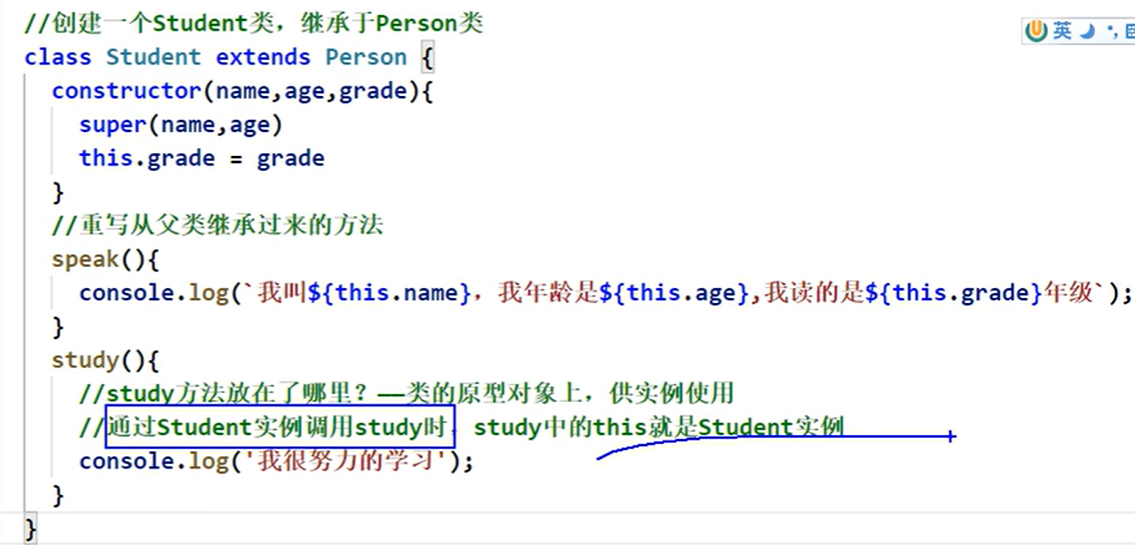 //创建一个Student类，继承于Person类
英
class Student extends Person {
constructor(name,age,grade){
super(name,age)
this.grade = grade
}
//重写从父类继承过来的方法
speak(){
console.log(`我叫${this.name}，我年龄是${this.age},我读的是${this.grade}年级`);
}
study(){
//study方法放在了哪里？——类的原型对象上，供实例使用
//通过Student实例调用study时，study中的this就是Student实例
console.log('我很努力的学习');
}
}